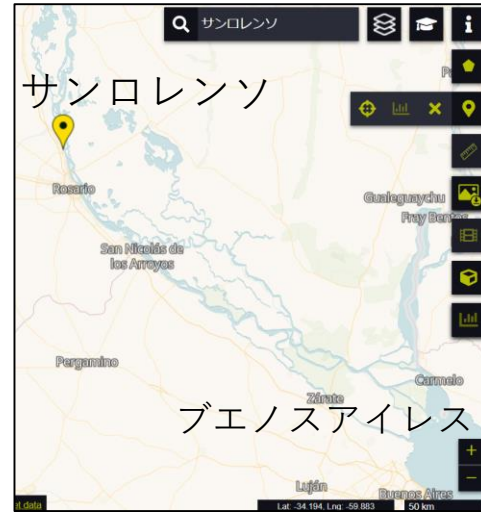 サンロレンソ
サンロレンソ
Rosario
Gualeguaychu
Fray Bentos
San Nicolás de
los Arroyos
Pergamino
Carmelo
Zárate
ブエノスアイレス
Luján
Buenos Aires
Lat: -34.194, Lng: -59.883
50 km